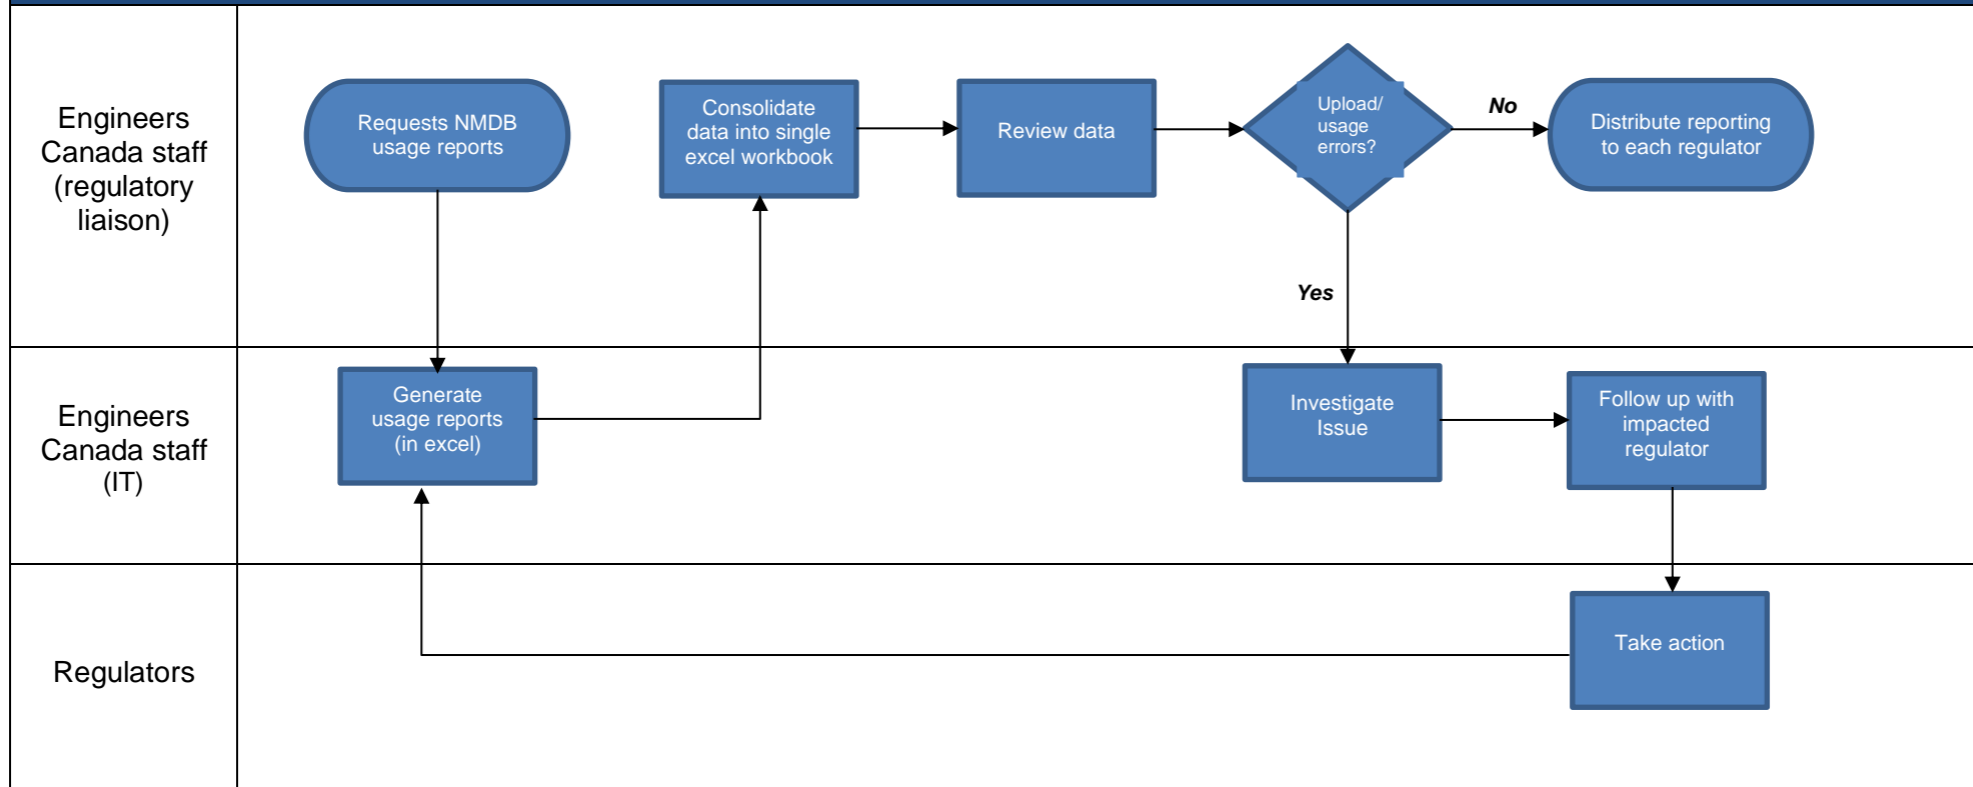 Engineers
Canada staff
(regulatory
liaison)
Requests NMDB
usage reports
Consolidate
data into single
excel workbook
Review data
Upload/
usage
errors?
No
Distribute reporting
to each regulator
Yes
Engineers
Canada staff
(IT)
Generate
usage reports
(in excel)
Investigate
Issue
Follow up with
impacted
regulator
Regulators
Take action